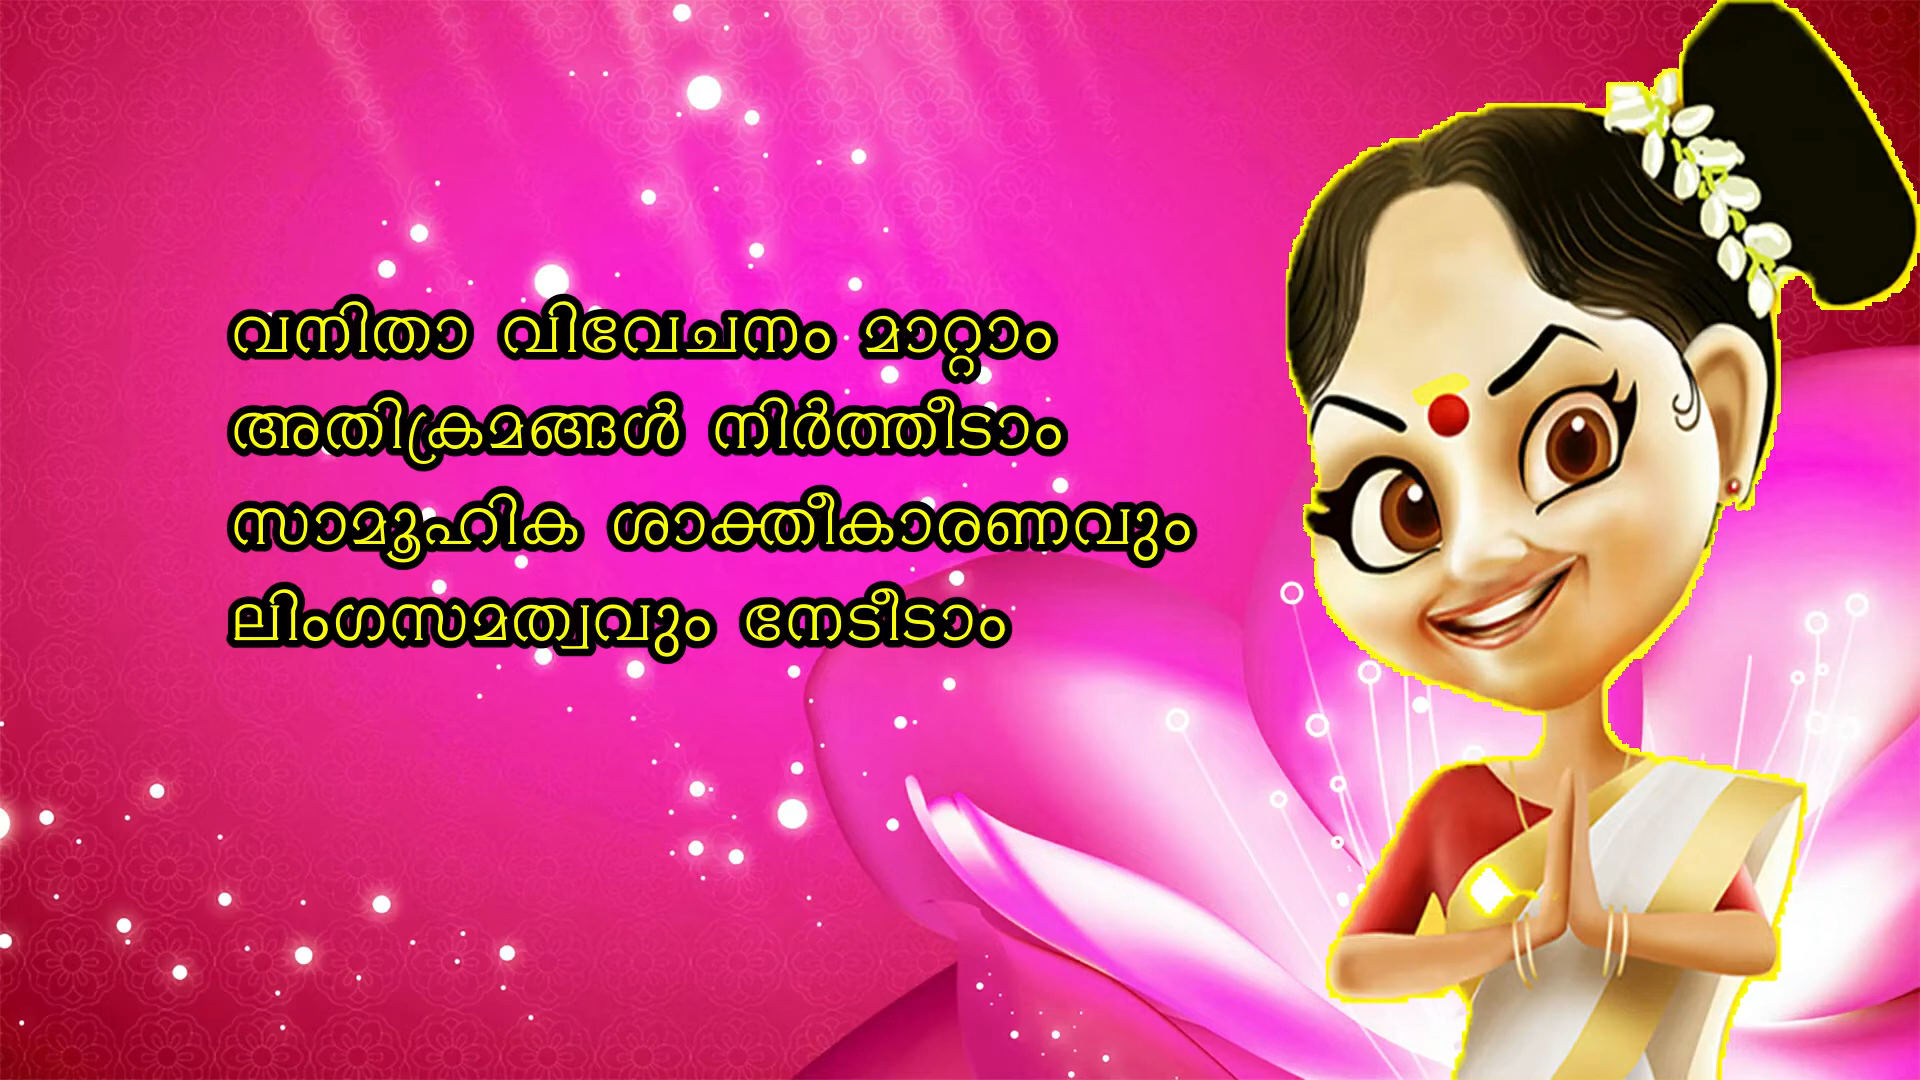 വനിതാ വിവേചനം മാറ്റാം
അതിക്രമങ്ങൾ നിർത്തീടാം
സാമൂഹിക ശാക്തീകാരണവും
ലിംഗസമത്വവും നേടീടാം